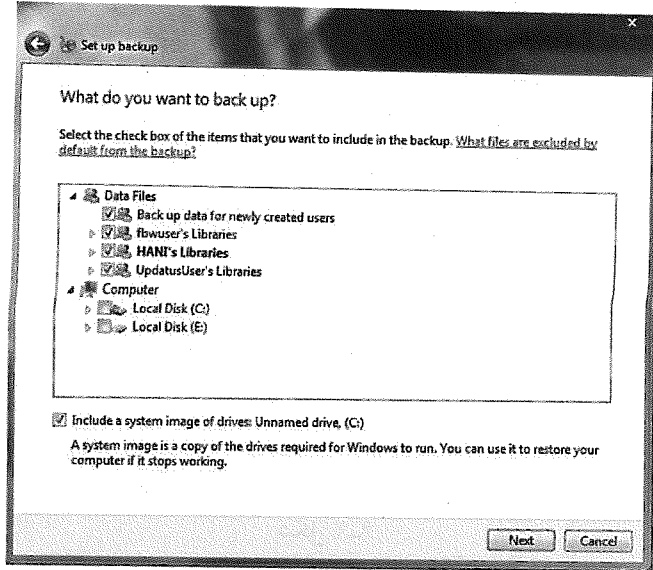 Set up backup
What do you want to back up?
Select the check box of the items that you want to include in the backup. What files are excluded by
default from the backup?
Data Files
Back up data for newly created users
fbwuser's Libraries
HANI's Libraries
UpdatusUser's Libraries
Computer
Local Disk (C:)
Local Disk (E:)
Include a system image of drives: Unnamed drive, (C:)
A system image is a copy of the drives required for Windows to run. You can use it to restore your
computer if it stops working.
Next
Cancel